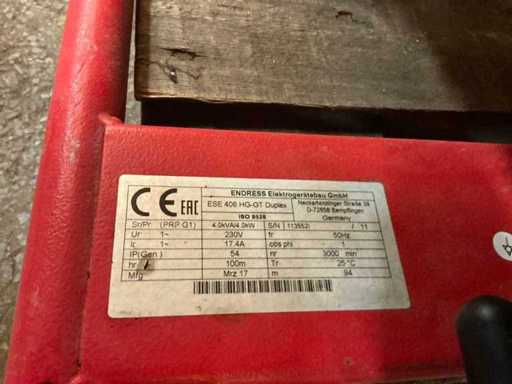 CE EAC
ENDRESS Elektrogerätebau GmbH
ESE 406 HG-GT Duplex
Neckartenzlinger Straße 39
D-72658 Bempflingen
Germany
ISO 8528
Sr/Pr (PRP G1) 4.0kVA/4.0kW S/N 113552/ / 11
Ur 1~ 230V fr 50Hz
Ir 1~ 17.4A cos phi 1
IP(Gen) 54 nr 3000 min
hr 100m Tr 25 °C
Mfg Mrz 17 m 94